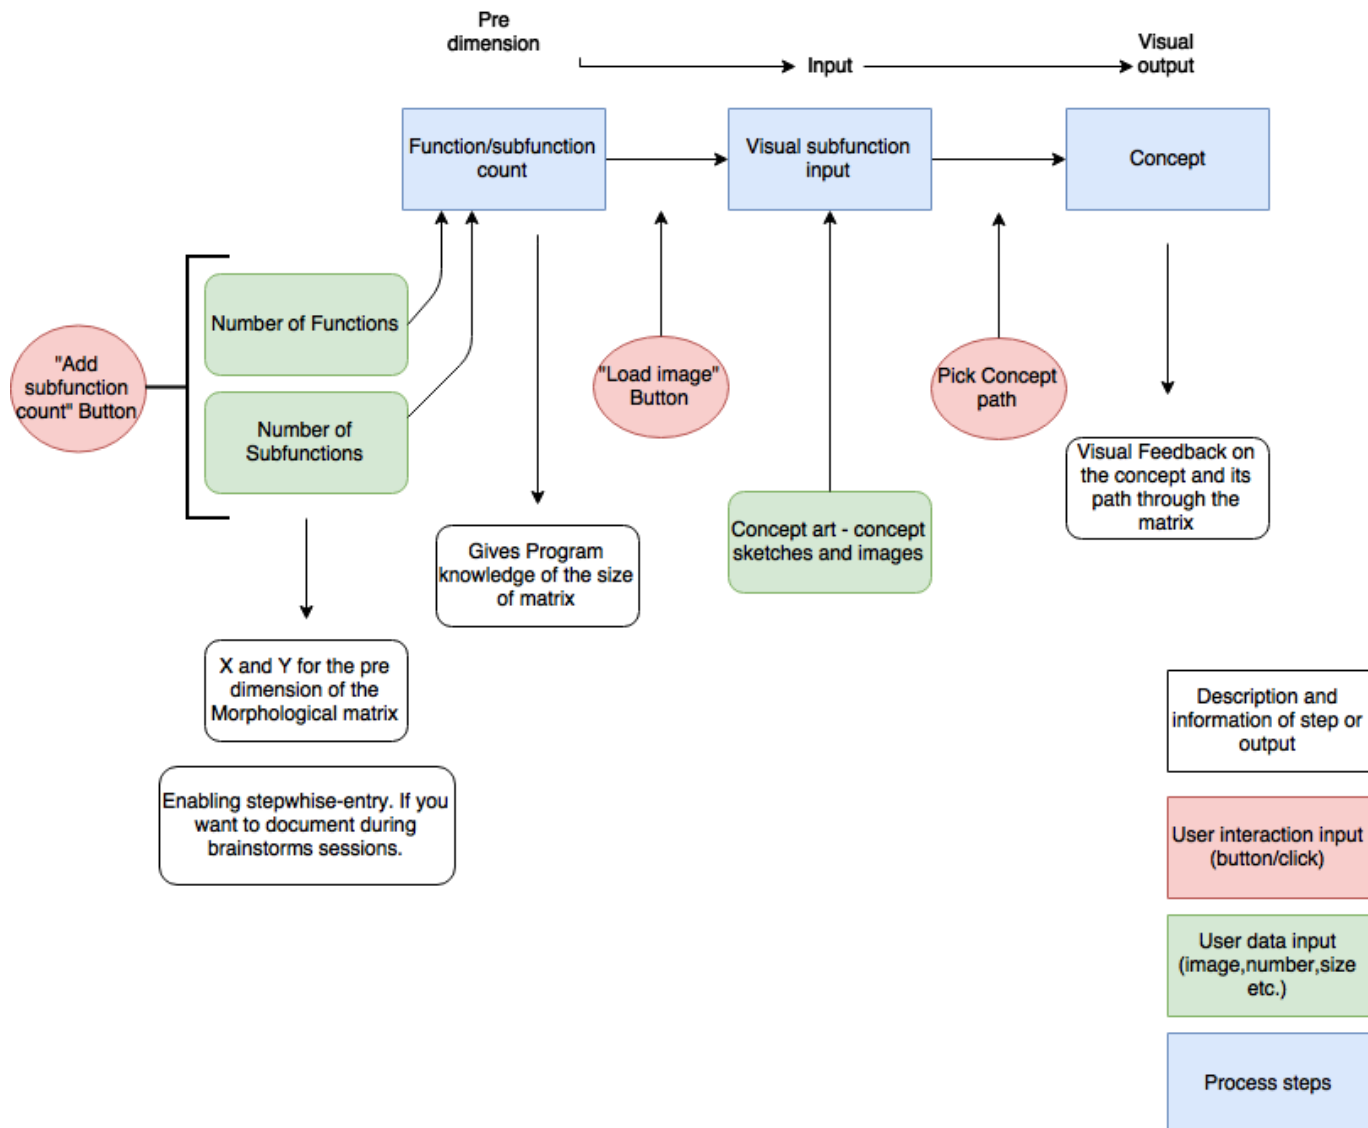 Pre
dimension
Input
Visual
output
Function/subfunction
count
Visual subfunction
input
Concept
"Add
subfunction
count" Button
Number of Functions
Number of
Subfunctions
"Load image"
Button
Pick Concept
path
Concept art - concept
sketches and images
Visual Feedback on
the concept and its
path through the
matrix
Gives Program
knowledge of the size
of matrix
X and Y for the pre
dimension of the
Morphological matrix
Enabling stepwhise-entry. If you
want to document during
brainstorms sessions.
Description and
information of step or
output
User interaction input
(button/click)
User data input
(image,number,size
etc.)
Process steps